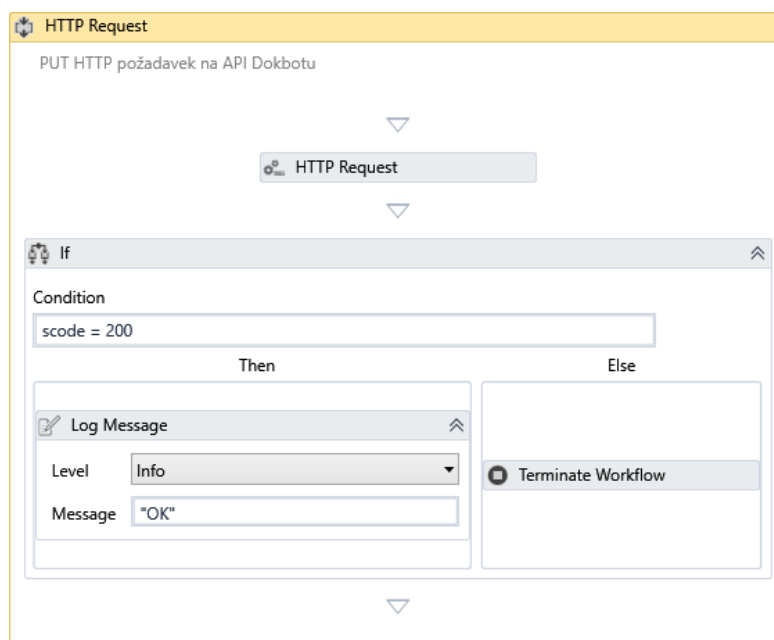 HTTP Request
PUT HTTP požadavek na API Dokbotu
HTTP Request
If
Condition
scode = 200
Then
Else
Log Message
Level
Info
Message
"OK"
Terminate Workflow